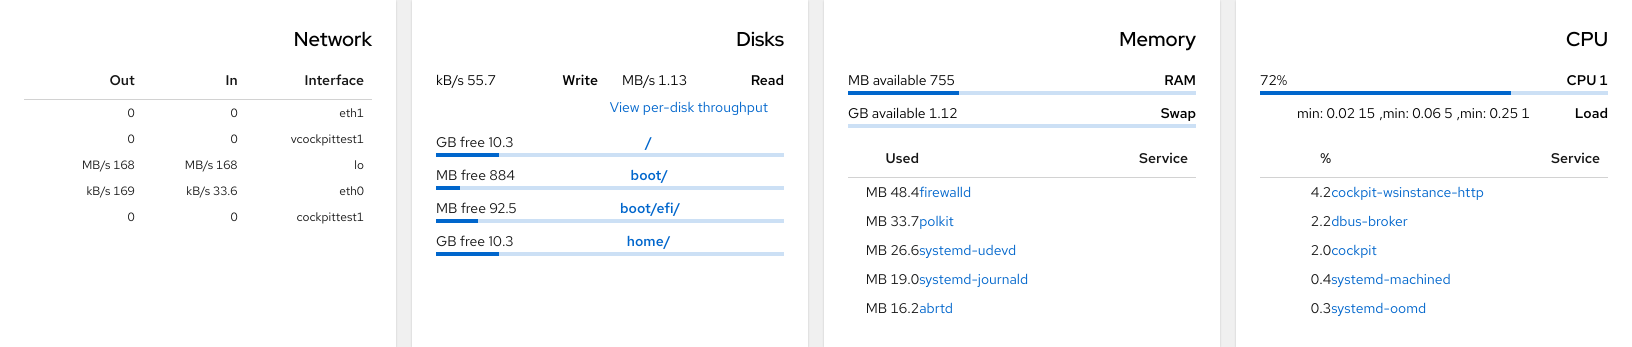 Network
Out In Interface
0 0 eth1
0 0 vcockpittest1
MB/s 168 MB/s 168 lo
kB/s 169 kB/s 33.6 eth0
0 0 cockpittest1
Disks
kB/s 55.7 Write MB/s 1.13 Read
View per-disk throughput
GB free 10.3 /
MB free 884 boot/
MB free 92.5 boot/efi/
GB free 10.3 home/
Memory
MB available 755 RAM
GB available 1.12 Swap
Used Service
MB 48.4 firewalld
MB 33.7 polkit
MB 26.6 systemd-udevd
MB 19.0 systemd-journald
MB 16.2 abrtd
CPU
72% CPU 1
min: 0.02 15 ,min: 0.06 5 ,min: 0.25 1 Load
% Service
4.2 cockpit-wsinstance-http
2.2 dbus-broker
2.0 cockpit
0.4 systemd-machined
0.3 systemd-oomd